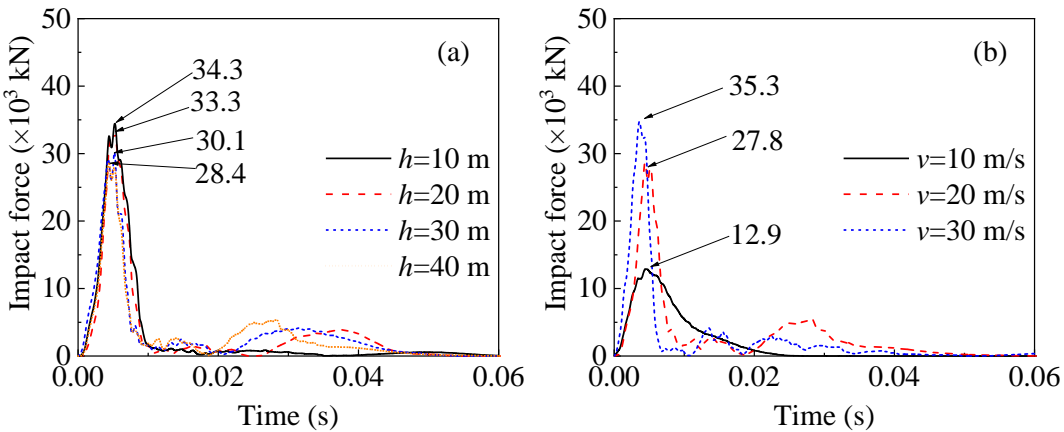 (a)
Impact force (×10³ kN)
50
40
30
20
10
0
34.3
33.3
30.1
28.4
h=10 m
h=20 m
h=30 m
h=40 m
0.00
0.02
0.04
0.06
Time (s)
(b)
Impact force (×10³ kN)
50
40
30
20
10
0
35.3
27.8
12.9
v=10 m/s
v=20 m/s
v=30 m/s
0.00
0.02
0.04
0.06
Time (s)